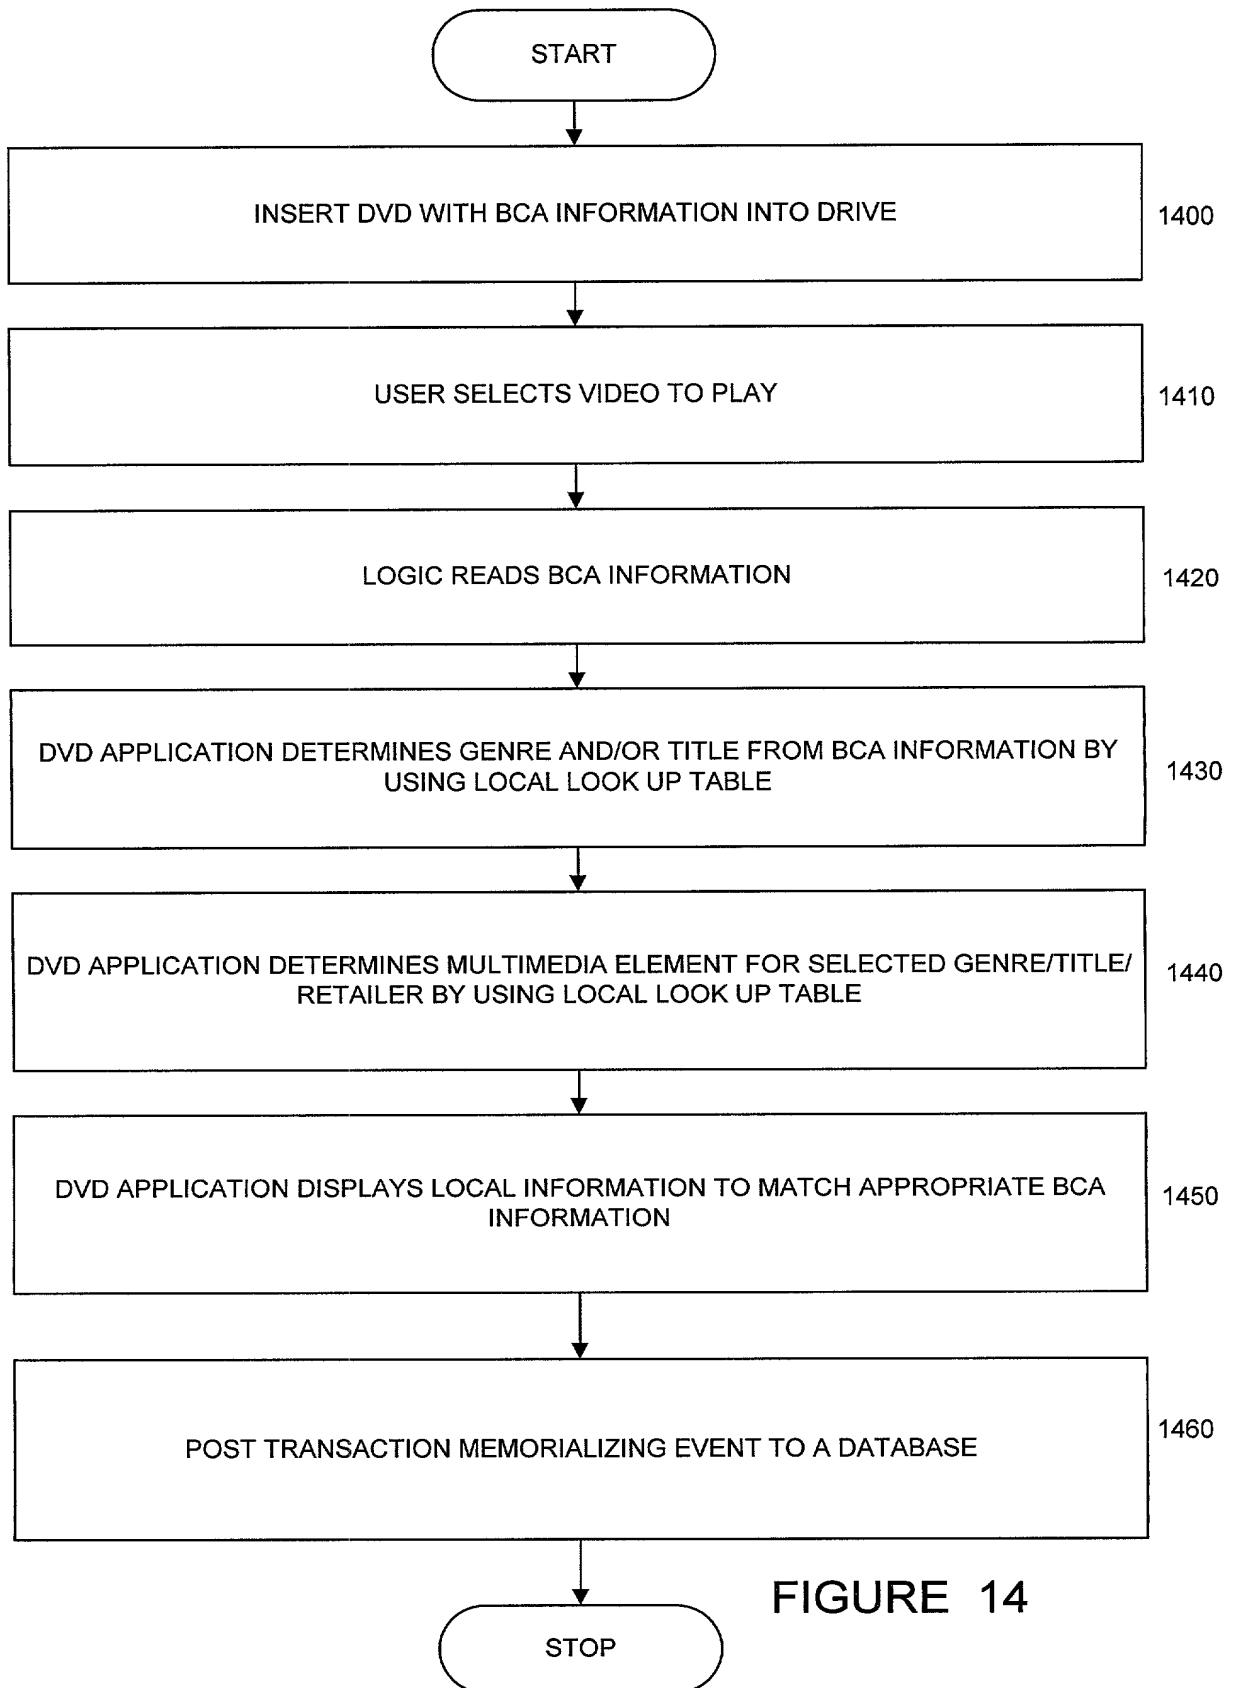 START
INSERT DVD WITH BCA INFORMATION INTO DRIVE
1400
USER SELECTS VIDEO TO PLAY
1410
LOGIC READS BCA INFORMATION
1420
DVD APPLICATION DETERMINES GENRE AND/OR TITLE FROM BCA INFORMATION BY
USING LOCAL LOOK UP TABLE
1430
DVD APPLICATION DETERMINES MULTIMEDIA ELEMENT FOR SELECTED GENRE/TITLE/
RETAILER BY USING LOCAL LOOK UP TABLE
1440
DVD APPLICATION DISPLAYS LOCAL INFORMATION TO MATCH APPROPRIATE BCA
INFORMATION
1450
POST TRANSACTION MEMORIALIZING EVENT TO A DATABASE
1460
FIGURE 14
STOP